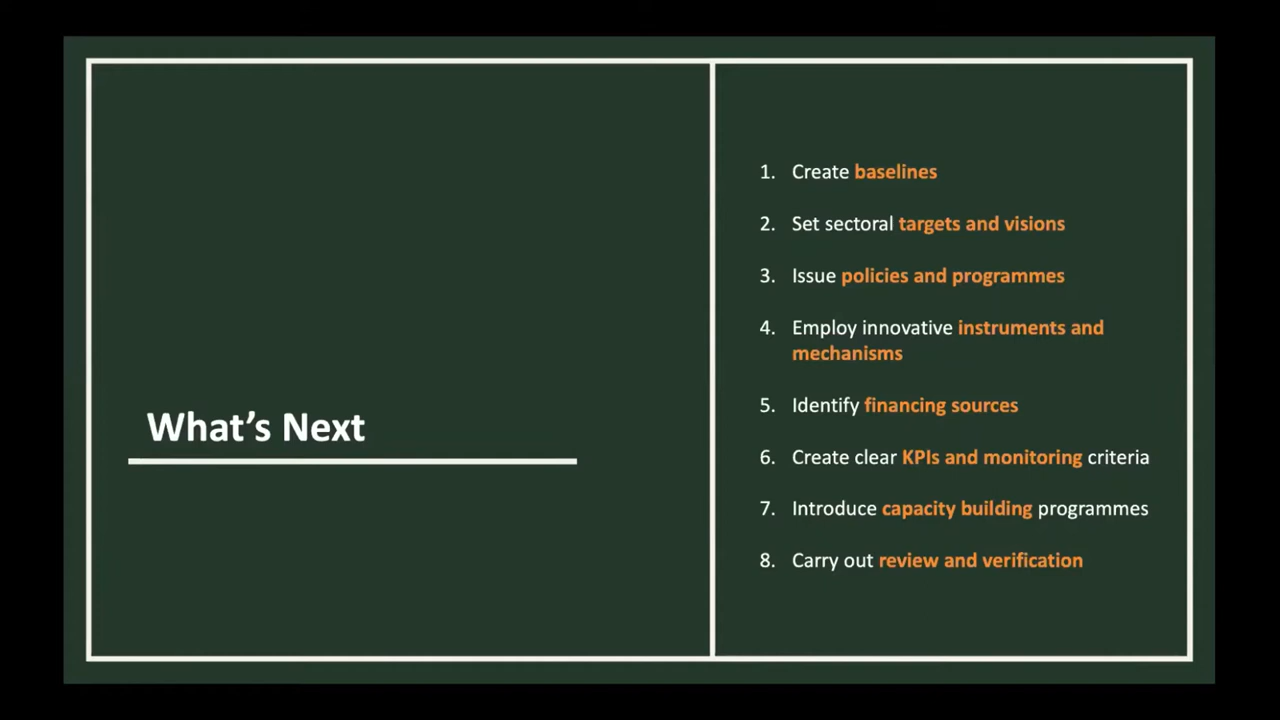 What's Next
1. Create baselines
2. Set sectoral targets and visions
3. Issue policies and programmes
4. Employ innovative instruments and
mechanisms
5. Identify financing sources
6. Create clear KPIs and monitoring criteria
7. Introduce capacity building programmes
8. Carry out review and verification